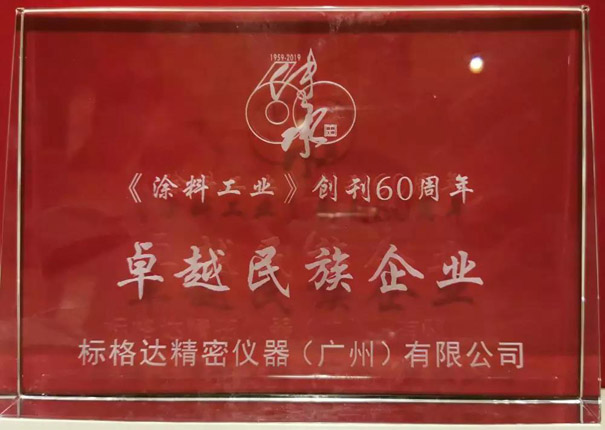 1959-2019
60
《涂料工业》创刊60周年
卓越民族企业
标格达精密仪器（广州）有限公司